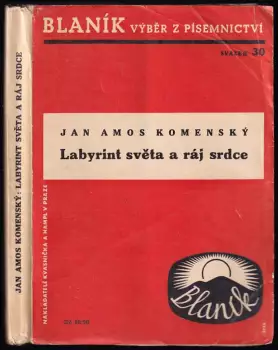 BLANÍK VÝBĚR Z PÍSEMNICTVÍ
SVAZEK 30
JAN AMOS KOMENSKÝ
Labyrint světa a ráj srdce
NAKLADATELÉ KVASNIČKA A HAMPL V PRAZE
Blaník
JAN AMOS KOMENSKÝ: LABYRINT SVĚTA A RÁJ SRDCE